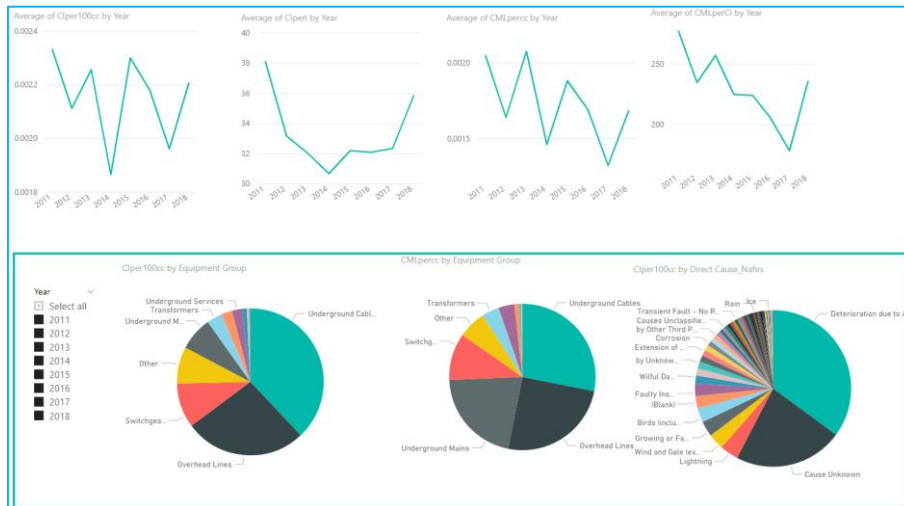 Average of CIper100cc by Year
0.0024
0.0022
0.0020
0.0018
2011
2012
2013
2014
2015
2016
2017
2018
Average of CIperI by Year
40
38
36
34
32
30
2011
2012
2013
2014
2015
2016
2017
2018
Average of CMLpercc by Year
0.0020
0.0015
2011
2012
2013
2014
2015
2016
2017
2018
Average of CMLperCI by Year
250
200
2011
2012
2013
2014
2015
2016
2017
2018
Year
Select all
2011
2012
2013
2014
2015
2016
2017
2018
CIper100cc by Equipment Group
Underground Services
Transformers
Underground M...
Other
Switchgea...
Overhead Lines
Underground Cabl...
CMLpercc by Equipment Group
Transformers
Other
Switchg...
Underground Mains
Overhead Lines
Underground Cables
CIper100cc by Direct Cause_Nafirs
Rain
Ice
Transient Fault - No R...
Causes Unclassifie...
by Other Third P...
Corrosion
Extension of ...
by Unknow...
Wilful Da...
Faulty Ins...
(Blank)
Birds (inclu...
Growing or Fa...
Wind and Gale (ex...
Lightning
Cause Unknown
Deterioration due to A